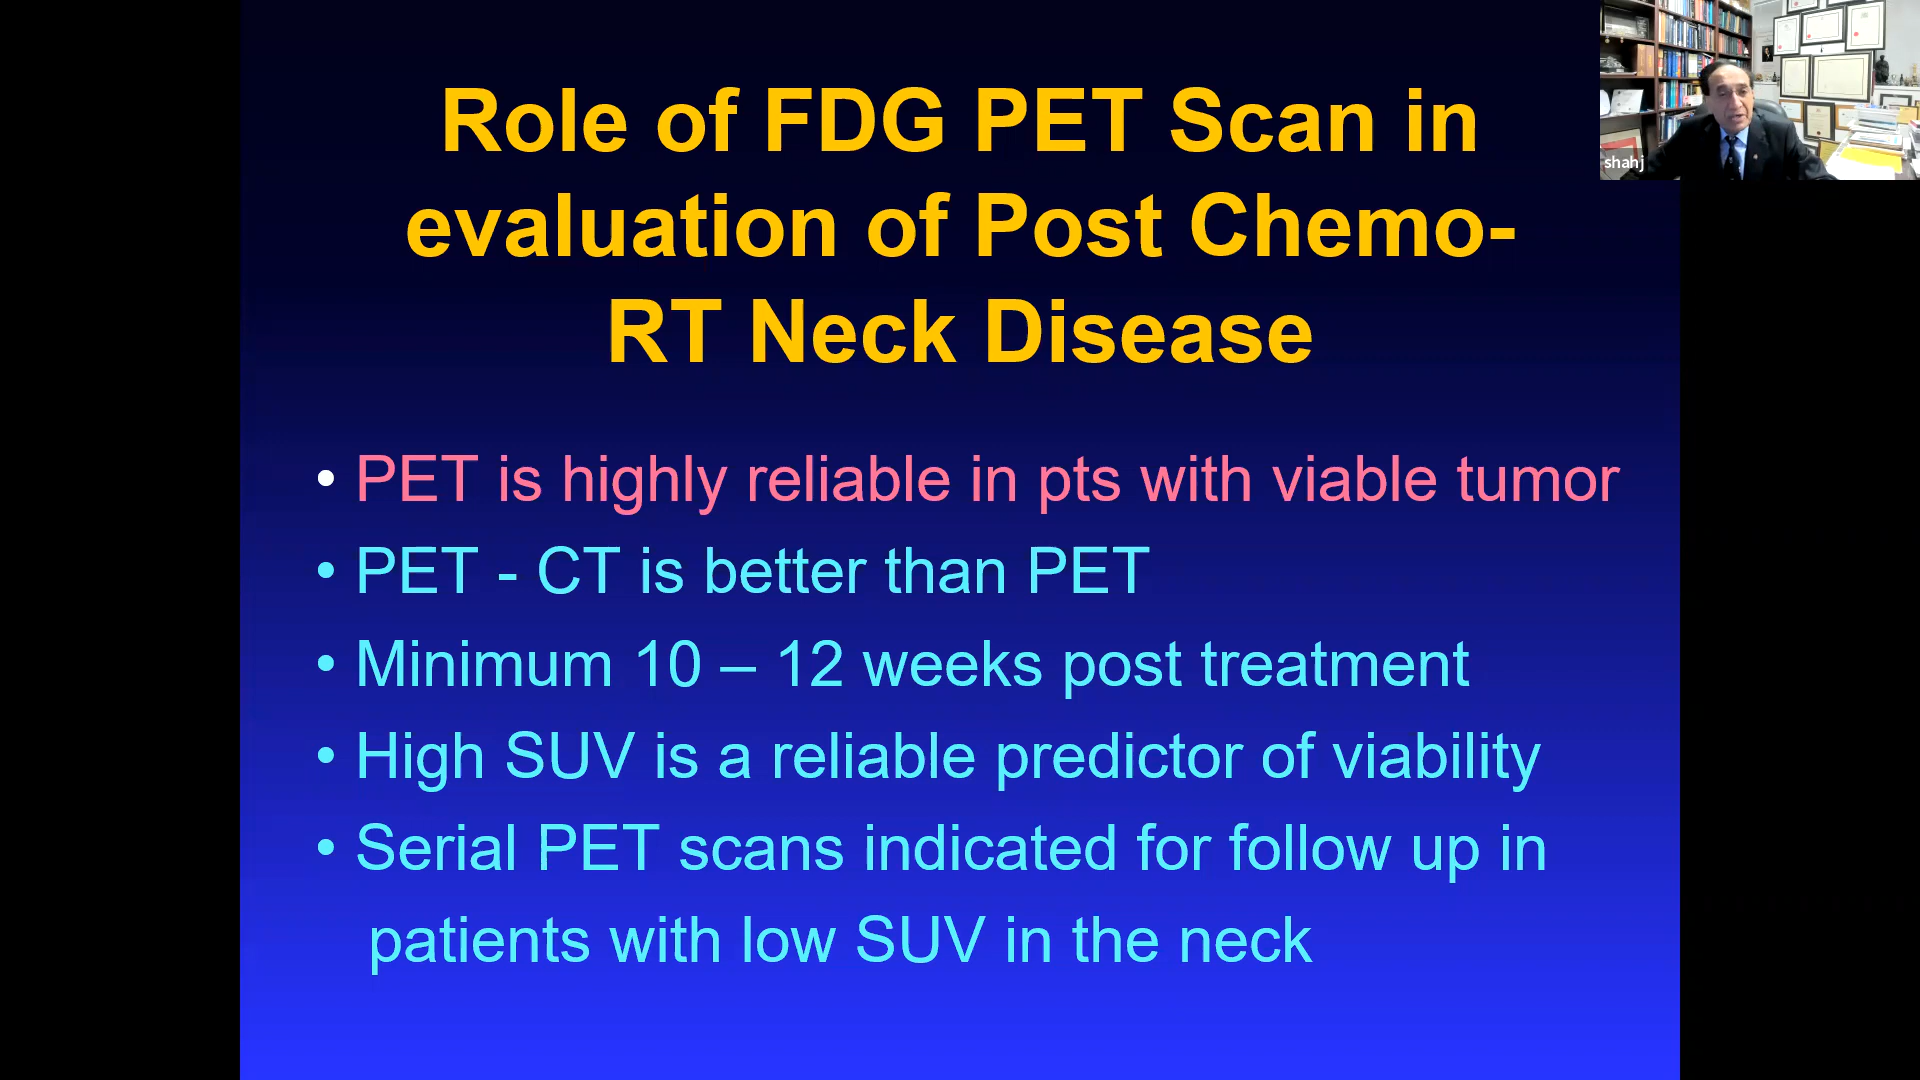 Role of FDG PET Scan in
evaluation of Post Chemo-
RT Neck Disease
shahj
• PET is highly reliable in pts with viable tumor
• PET - CT is better than PET
• Minimum 10 – 12 weeks post treatment
• High SUV is a reliable predictor of viability
• Serial PET scans indicated for follow up in
patients with low SUV in the neck